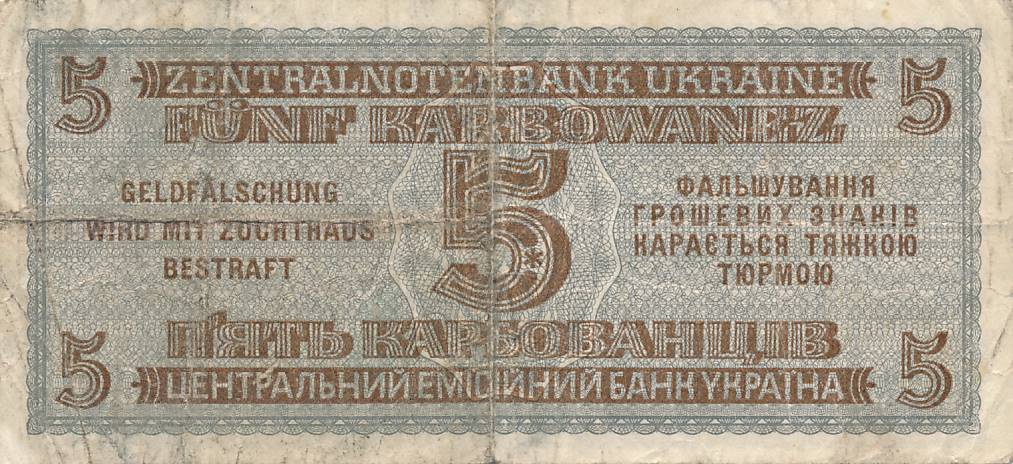 5 ZENTRALNOTENBANK UKRAINE 5
FÜNF KARBOWANEZ
GELDFÄLSCHUNG
WIRD MIT ZUCHTHAUS
BESTRAFT
5
ФАЛЬШУВАННЯ
ГРОШЕВИХ ЗНАКІВ
КАРАЄТЬСЯ ТЯЖКОЮ
ТЮРМОЮ
П'ЯТЬ КАРБОВАНЦІВ
5 ЦЕНТРАЛЬНИЙ ЕМІСІЙНИЙ БАНК УКРАЇНА 5